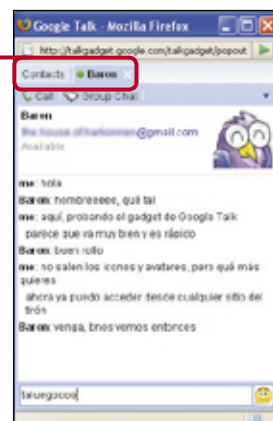 Google Talk - Mozilla Firefox
http://talkgadget.google.com/talkgadget/popout
Contacts Baron
Call Group Chat
Baron
@gmail.com
Available
me: hola
Baron: hombreeeee, qué tal
me: aquí, probando el gadget de Google Talk
parece que va muy bien y es rápido
Baron: buen rollo
me: no salen los iconos y avatares, pero qué más
quieres
ahora ya puedo acceder desde cualquier sitio del
tirón
Baron: venga, bnos vemos entonces